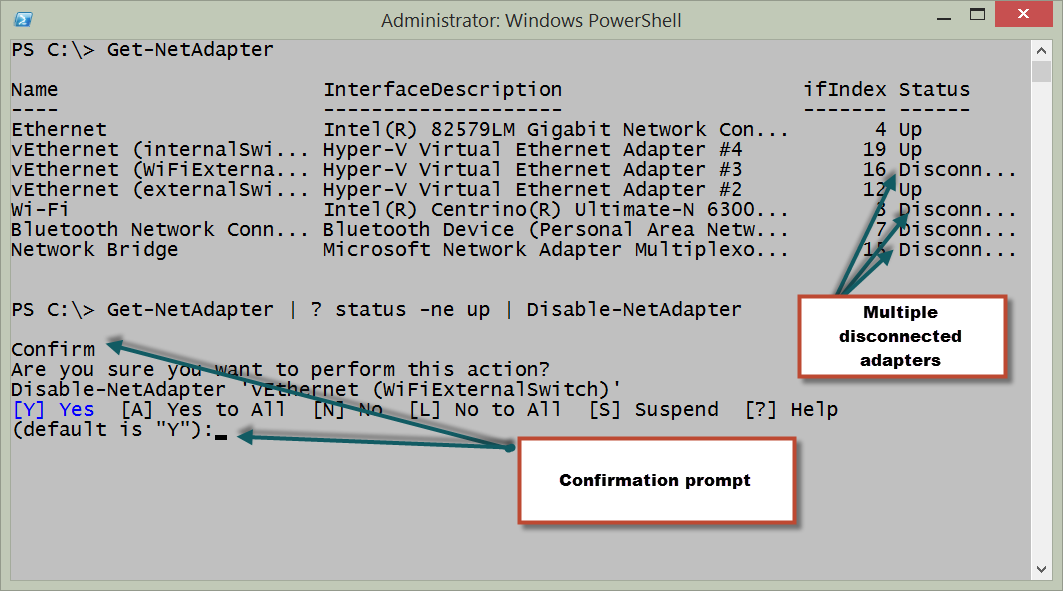 Administrator: Windows PowerShell
PS C:\> Get-NetAdapter
Name InterfaceDescription ifIndex Status
---- -------------------- ------- ------
Ethernet Intel(R) 82579LM Gigabit Network Con... 4 Up
vEthernet (internalSwi... Hyper-V Virtual Ethernet Adapter #4 19 Up
vEthernet (WiFiExterna... Hyper-V Virtual Ethernet Adapter #3 16 Disconn...
vEthernet (externalSwi... Hyper-V Virtual Ethernet Adapter #2 12 Up
Wi-Fi Intel(R) Centrino(R) Ultimate-N 6300... 3 Disconn...
Bluetooth Network Conn... Bluetooth Device (Personal Area Netw... 7 Disconn...
Network Bridge Microsoft Network Adapter Multiplexo... 15 Disconn...
PS C:\> Get-NetAdapter | ? status -ne up | Disable-NetAdapter
Multiple
disconnected
adapters
Confirm
Are you sure you want to perform this action?
Disable-NetAdapter 'vEthernet (WiFiExternalSwitch)'
[Y] Yes [A] Yes to All [N] No [L] No to All [S] Suspend [?] Help
(default is "Y"):
Confirmation prompt